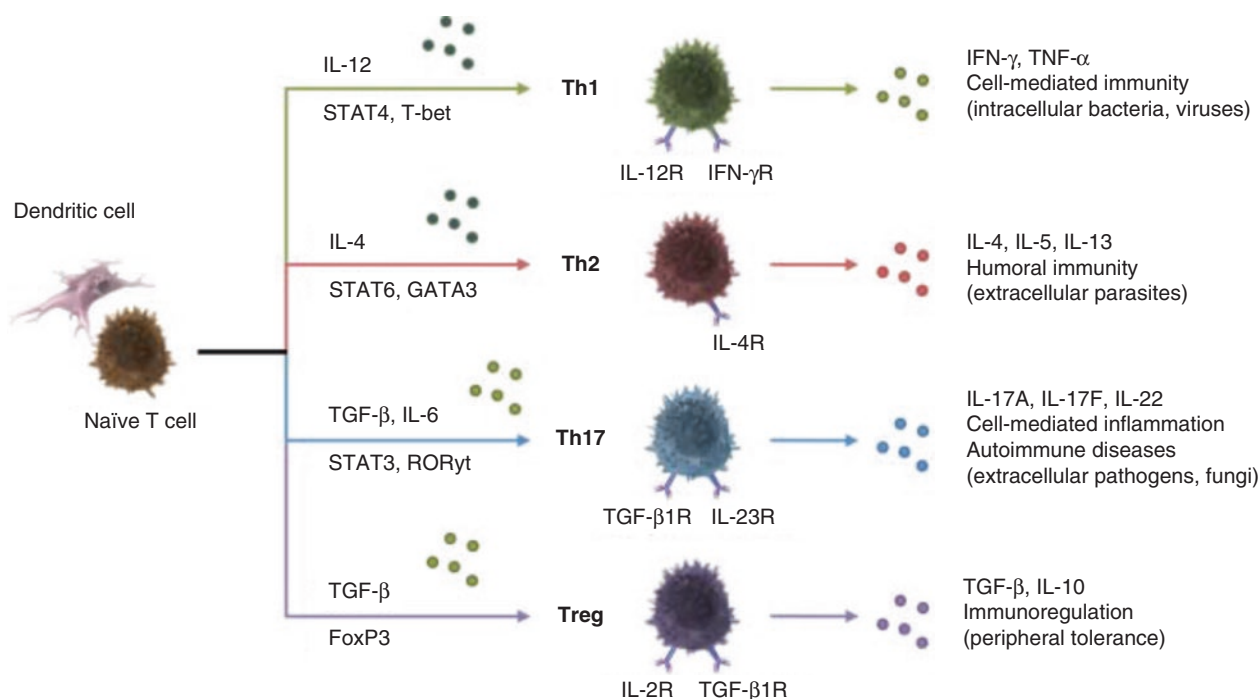 Dendritic cell
Naïve T cell
IL-12
STAT4, T-bet
Th1
IL-12R IFN-γR
IFN-γ, TNF-α
Cell-mediated immunity
(intracellular bacteria, viruses)
IL-4
STAT6, GATA3
Th2
IL-4R
IL-4, IL-5, IL-13
Humoral immunity
(extracellular parasites)
TGF-β, IL-6
STAT3, RORyt
Th17
TGF-β1R IL-23R
IL-17A, IL-17F, IL-22
Cell-mediated inflammation
Autoimmune diseases
(extracellular pathogens, fungi)
TGF-β
FoxP3
Treg
IL-2R TGF-β1R
TGF-β, IL-10
Immunoregulation
(peripheral tolerance)